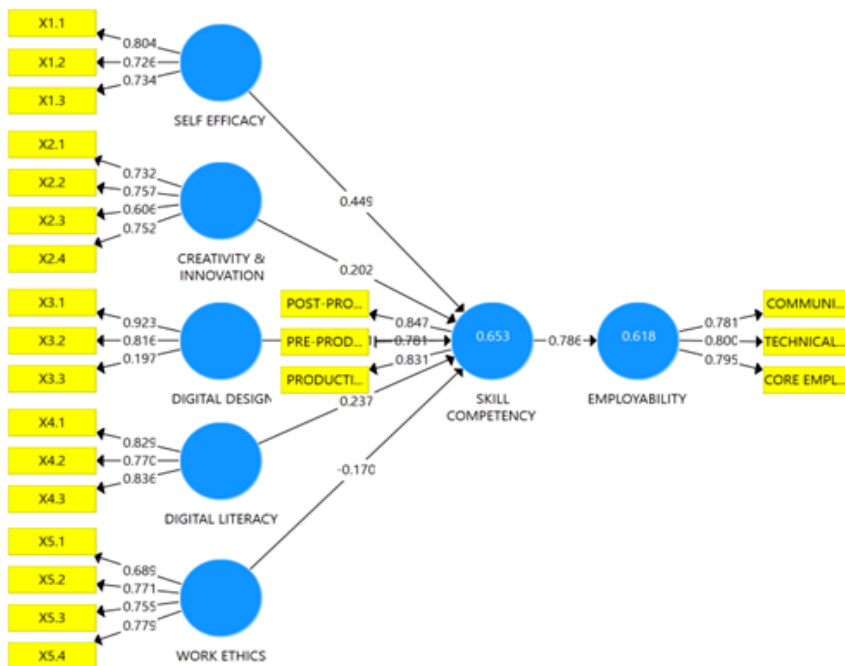 X1.1
0.804
X1.2
0.726
X1.3
0.734
SELF EFFICACY
X2.1
0.732
X2.2
0.757
X2.3
0.606
X2.4
0.752
CREATIVITY &
INNOVATION
0.449
0.202
X3.1
0.923
X3.2
0.816
X3.3
0.197
DIGITAL DESIGN
POST-PRO...
0.847
PRE-PROD...
0.781
PRODUCTI...
0.831
0.653
SKILL
COMPETENCY
0.786
0.618
EMPLOYABILITY
0.781
COMMUNI...
0.800
TECHNICAL...
0.795
CORE EMPL...
0.237
X4.1
0.829
X4.2
0.770
X4.3
0.836
DIGITAL LITERACY
-0.170
X5.1
0.689
X5.2
0.771
X5.3
0.755
X5.4
0.779
WORK ETHICS